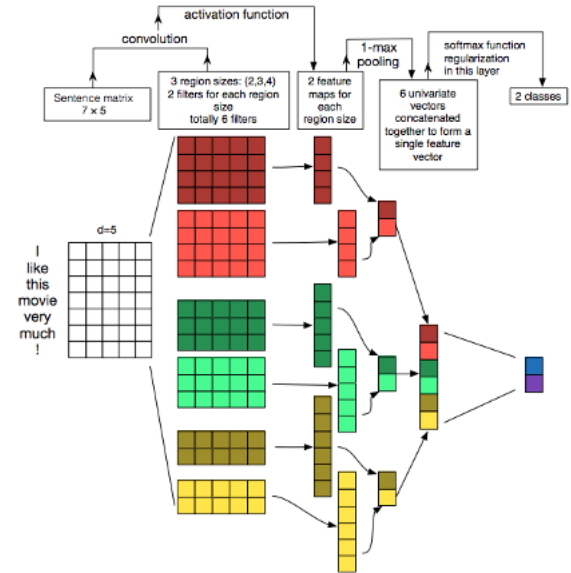 activation function
convolution
1-max
pooling
softmax function
regularization
in this layer
Sentence matrix
7 × 5
3 region sizes: (2,3,4)
2 filters for each region
size
totally 6 filters
2 feature
maps for
each
region size
6 univariate
vectors
concatenated
together to form a
single feature
vector
2 classes
d=5
I
like
this
movie
very
much
!